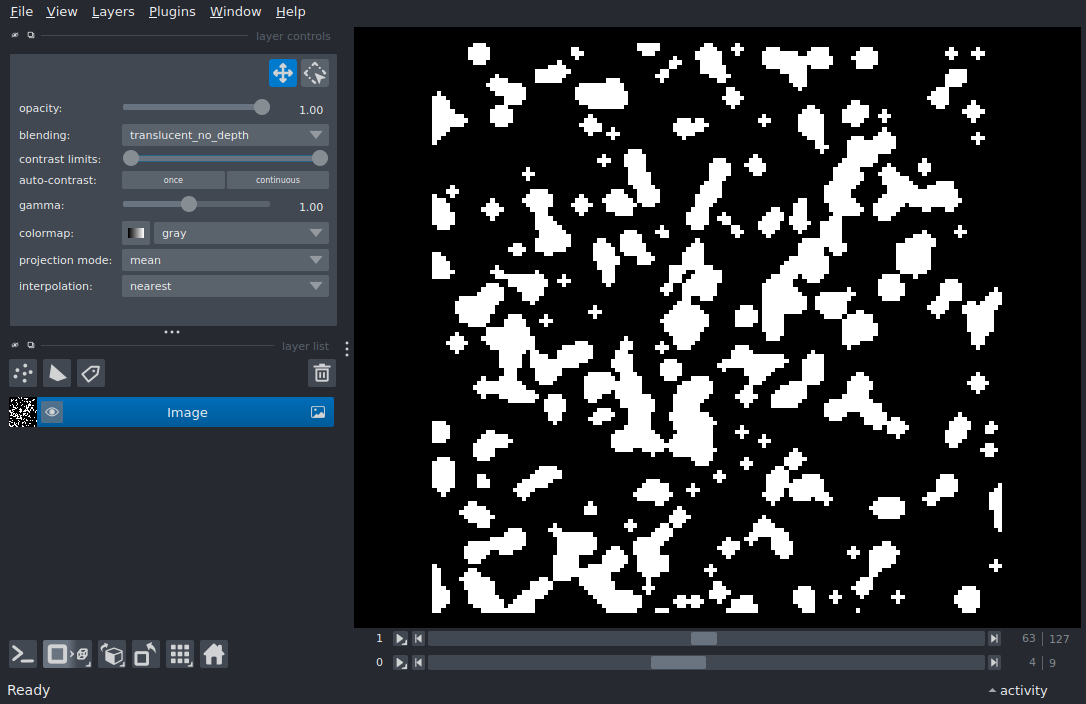 File View Layers Plugins Window Help
layer controls
opacity: 1.00
blending: translucent_no_depth
contrast limits:
auto-contrast: once continuous
gamma: 1.00
colormap: gray
projection mode: mean
interpolation: nearest
layer list
Image
1 63 127
0 4 9
Ready activity